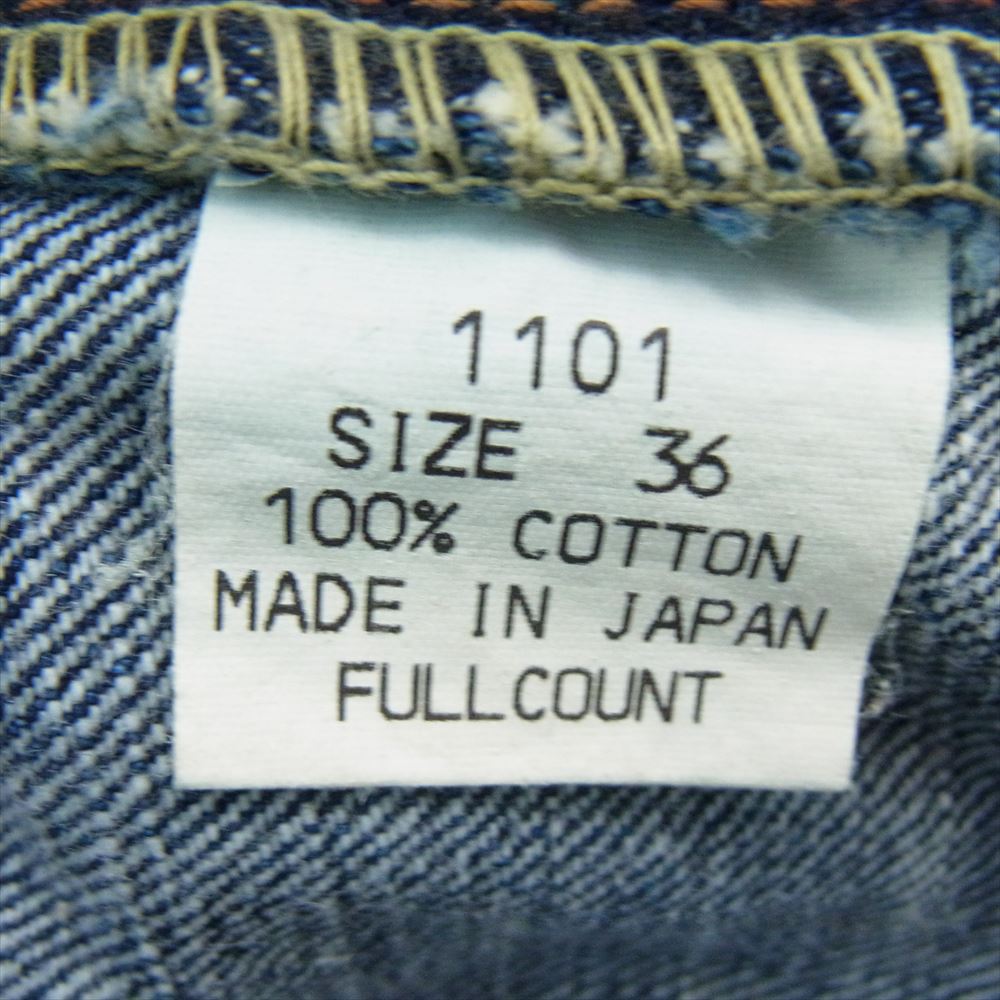 1101
SIZE 36
100% COTTON
MADE IN JAPAN
FULLCOUNT